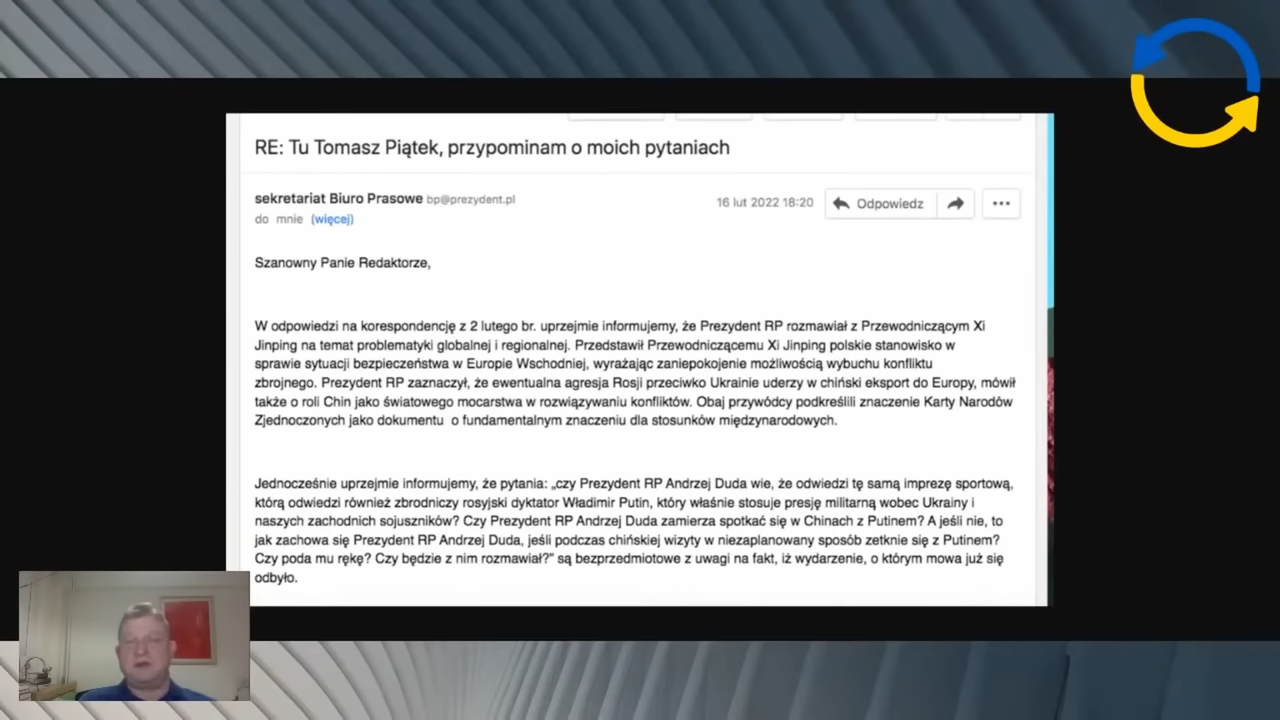 RE: Tu Tomasz Piątek, przypominam o moich pytaniach
sekretariat Biuro Prasowe bp@prezydent.pl
16 lut 2022 18:20
Odpowiedz
do mnie (więcej)
Szanowny Panie Redaktorze,
W odpowiedzi na korespondencję z 2 lutego br. uprzejmie informujemy, że Prezydent RP rozmawiał z Przewodniczącym Xi
Jinping na temat problematyki globalnej i regionalnej. Przedstawił Przewodniczącemu Xi Jinping polskie stanowisko w
sprawie sytuacji bezpieczeństwa w Europie Wschodniej, wyrażając zaniepokojenie możliwością wybuchu konfliktu
zbrojnego. Prezydent RP zaznaczył, że ewentualna agresja Rosji przeciwko Ukrainie uderzy w chiński eksport do Europy, mówił
także o roli Chin jako światowego mocarstwa w rozwiązywaniu konfliktów. Obaj przywódcy podkreślili znaczenie Karty Narodów
Zjednoczonych jako dokumentu o fundamentalnym znaczeniu dla stosunków międzynarodowych.
Jednocześnie uprzejmie informujemy, że pytania: „czy Prezydent RP Andrzej Duda wie, że odwiedzi tę samą imprezę sportową,
którą odwiedzi również zbrodniczy rosyjski dyktator Władimir Putin, który właśnie stosuje presję militarną wobec Ukrainy i
naszych zachodnich sojuszników? Czy Prezydent RP Andrzej Duda zamierza spotkać się w Chinach z Putinem? A jeśli nie, to
jak zachowa się Prezydent RP Andrzej Duda, jeśli podczas chińskiej wizyty w niezaplanowany sposób zetknie się z Putinem?
Czy poda mu rękę? Czy będzie z nim rozmawiał?” są bezprzedmiotowe z uwagi na fakt, iż wydarzenie, o którym mowa już się
odbyło.